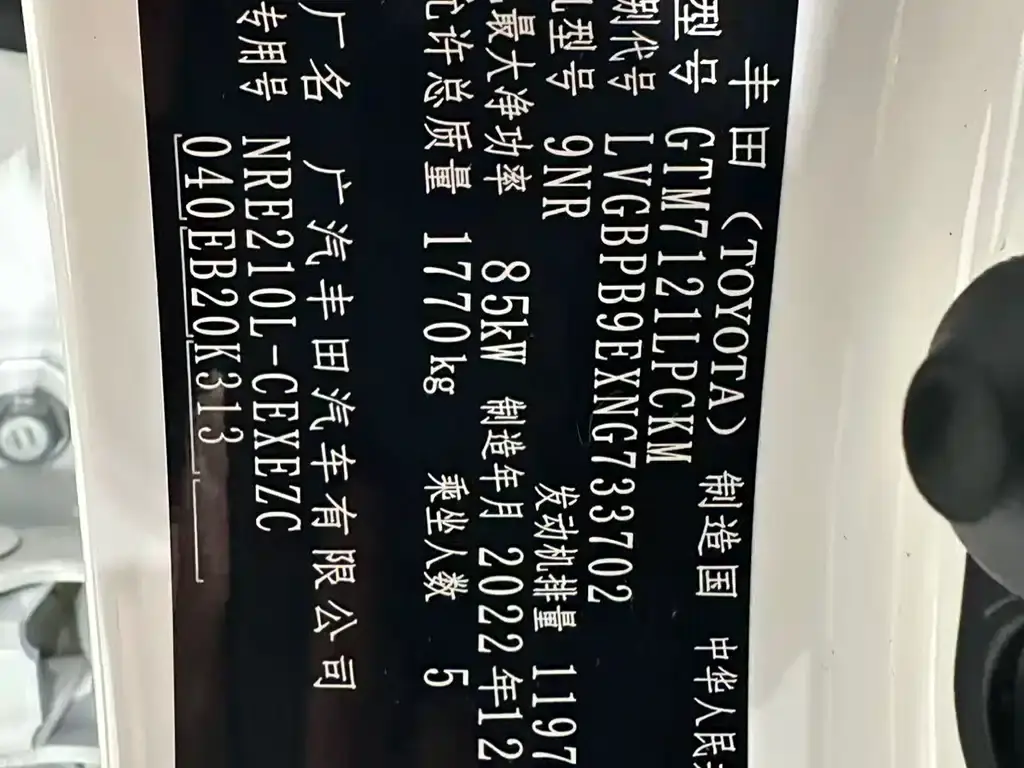 丰田 (TOYOTA) 制造国 中华人民
型号 GTM7121LPCKM
别代号 LVGBPB9EXNG733702
型号 9NR 发动机排量 1197
最大净功率 85kW 制造年月 2022年12
允许总质量 1770kg 乘坐人数 5
厂名 广汽丰田汽车有限公司
专用号 NRE210L-CEXEZC
040EB20K313